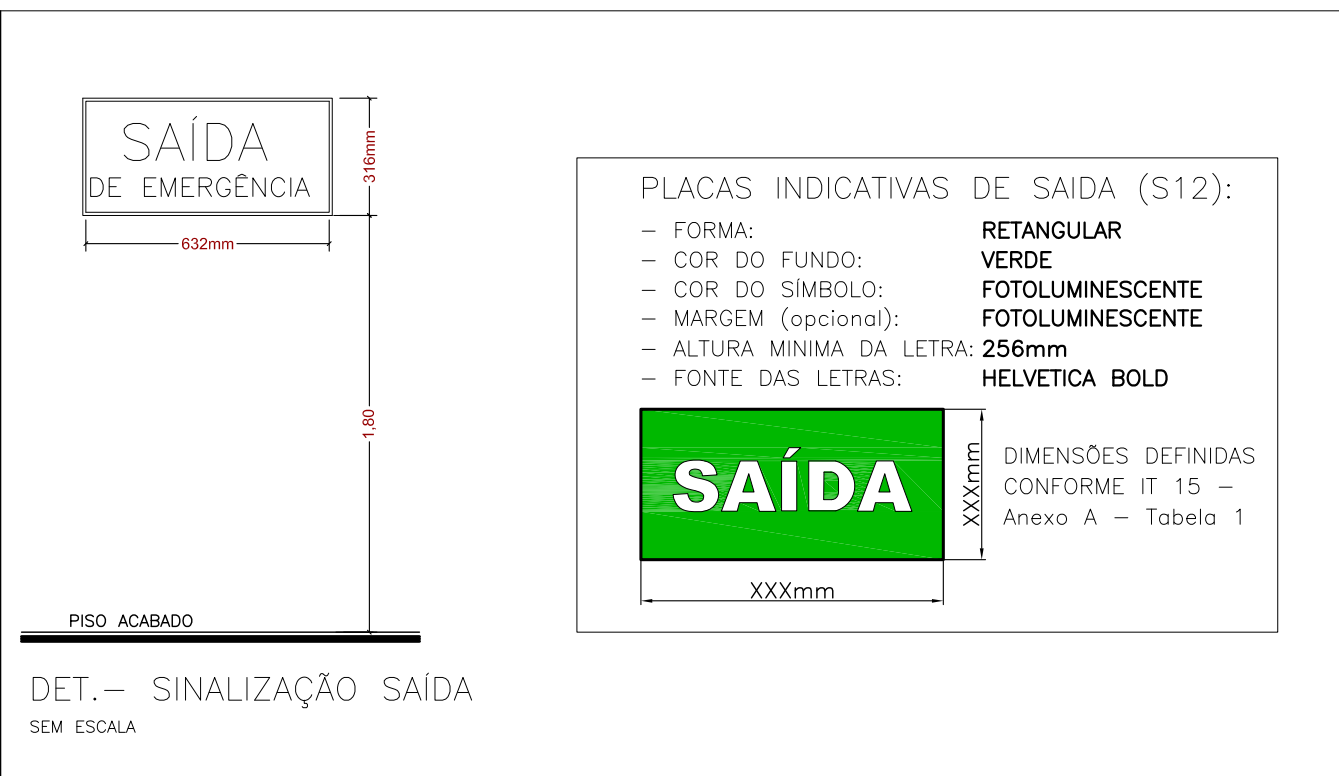 SAÍDA
DE EMERGÊNCIA
316mm
632mm
1,80
PISO ACABADO
DET.– SINALIZAÇÃO SAÍDA
SEM ESCALA
PLACAS INDICATIVAS DE SAIDA (S12):
– FORMA: RETANGULAR
– COR DO FUNDO: VERDE
– COR DO SÍMBOLO: FOTOLUMINESCENTE
– MARGEM (opcional): FOTOLUMINESCENTE
– ALTURA MINIMA DA LETRA: 256mm
– FONTE DAS LETRAS: HELVETICA BOLD
SAÍDA
XXXmm
XXXmm
DIMENSÕES DEFINIDAS
CONFORME IT 15 –
Anexo A – Tabela 1